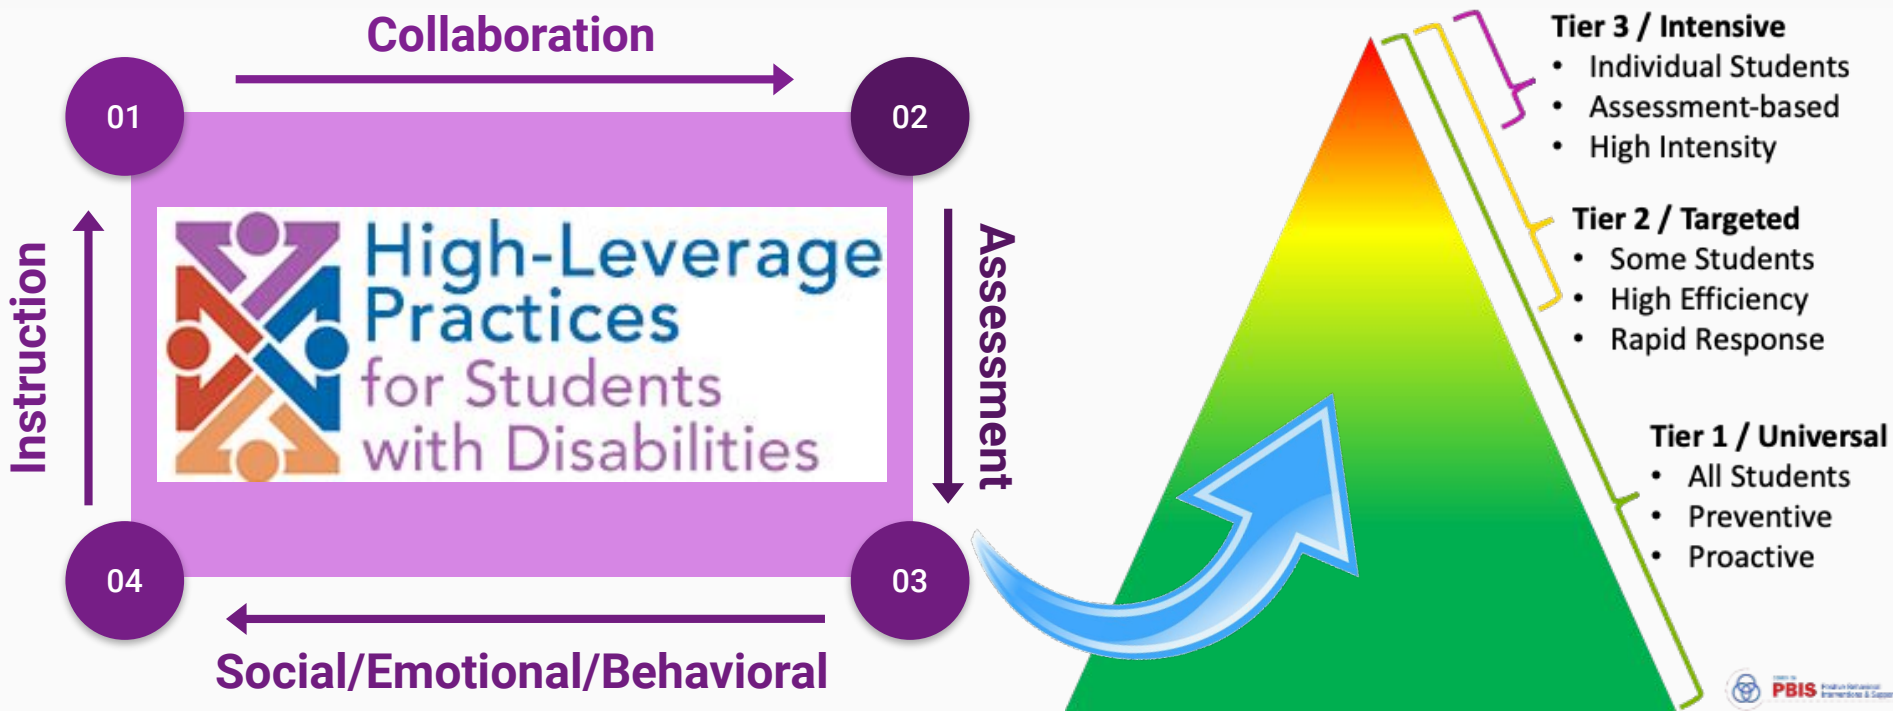 Collaboration
01
02
Instruction
High-Leverage
Practices
for Students
with Disabilities
Assessment
04
03
Social/Emotional/Behavioral
Tier 3 / Intensive
• Individual Students
• Assessment-based
• High Intensity
Tier 2 / Targeted
• Some Students
• High Efficiency
• Rapid Response
Tier 1 / Universal
• All Students
• Preventive
• Proactive
PBIS